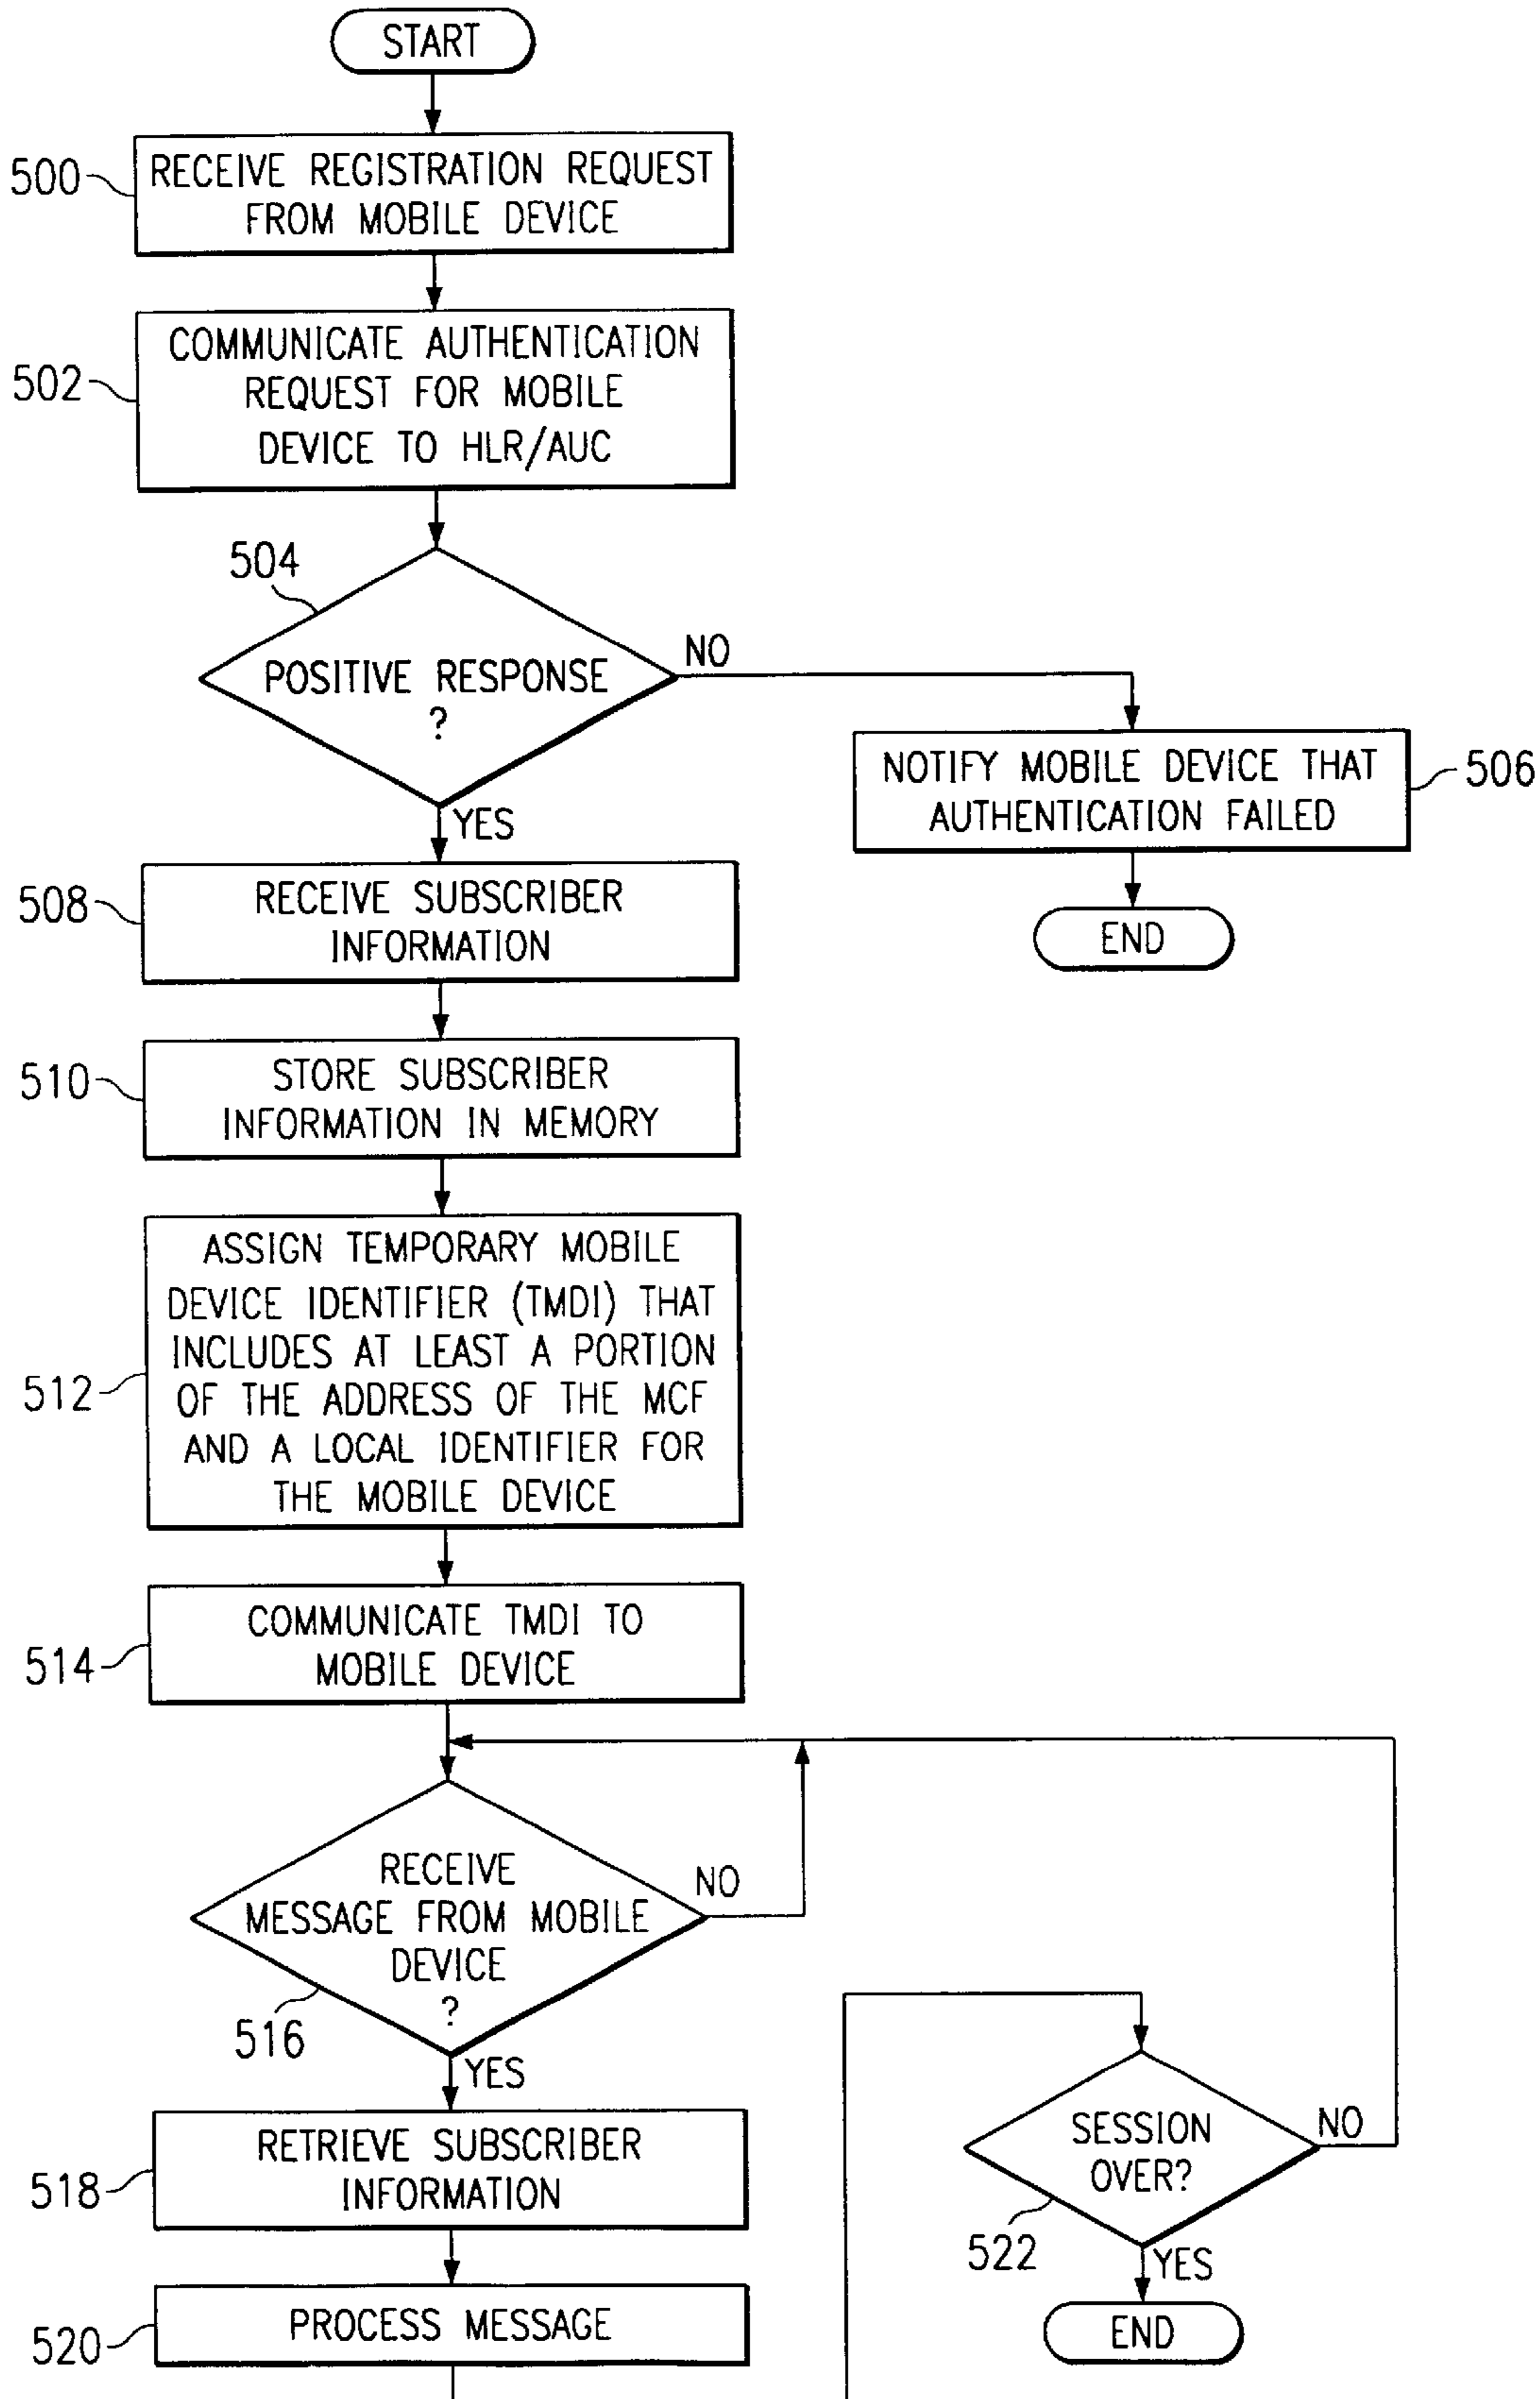 START
500
RECEIVE REGISTRATION REQUEST
FROM MOBILE DEVICE
502
COMMUNICATE AUTHENTICATION
REQUEST FOR MOBILE
DEVICE TO HLR/AUC
504
POSITIVE RESPONSE
?
NO
YES
NOTIFY MOBILE DEVICE THAT
AUTHENTICATION FAILED
506
END
508
RECEIVE SUBSCRIBER
INFORMATION
510
STORE SUBSCRIBER
INFORMATION IN MEMORY
512
ASSIGN TEMPORARY MOBILE
DEVICE IDENTIFIER (TMDI) THAT
INCLUDES AT LEAST A PORTION
OF THE ADDRESS OF THE MCF
AND A LOCAL IDENTIFIER FOR
THE MOBILE DEVICE
514
COMMUNICATE TMDI TO
MOBILE DEVICE
RECEIVE
MESSAGE FROM MOBILE
DEVICE
?
NO
516
YES
518
RETRIEVE SUBSCRIBER
INFORMATION
520
PROCESS MESSAGE
SESSION
OVER?
NO
522
YES
END